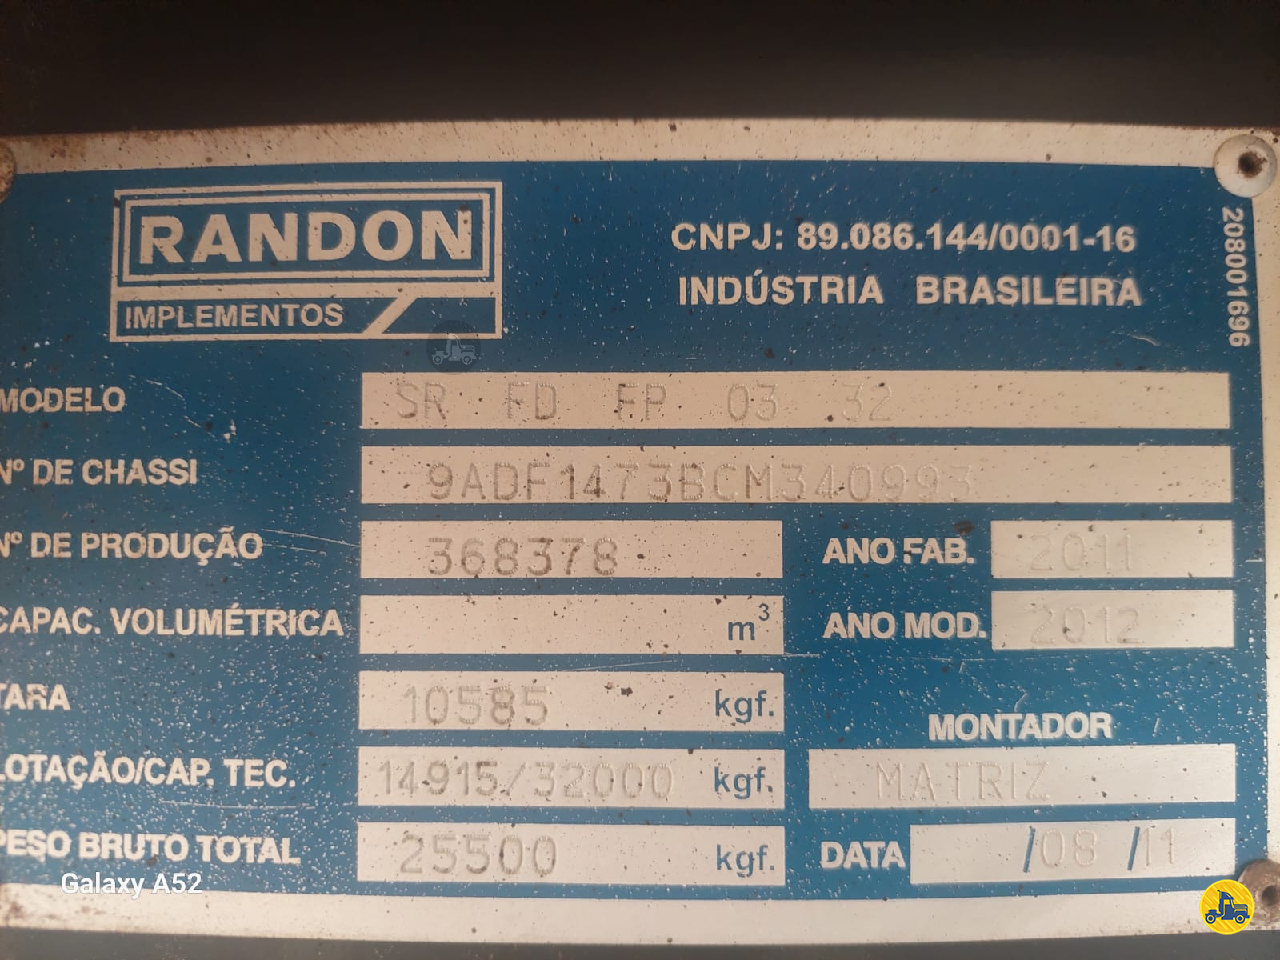 RANDON
IMPLEMENTOS
CNPJ: 89.086.144/0001-16
INDÚSTRIA BRASILEIRA
208001696
MODELO SR FD FP 03 32
Nº DE CHASSI 9ADF1473BCM340993
Nº DE PRODUÇÃO 368378 ANO FAB. 2011
CAPAC. VOLUMÉTRICA m³ ANO MOD. 2012
TARA 10585 kgf.
MONTADOR
LOTAÇÃO/CAP. TEC. 14915/32000 kgf. MATRIZ
PESO BRUTO TOTAL 25500 kgf. DATA /08/11
Galaxy A52